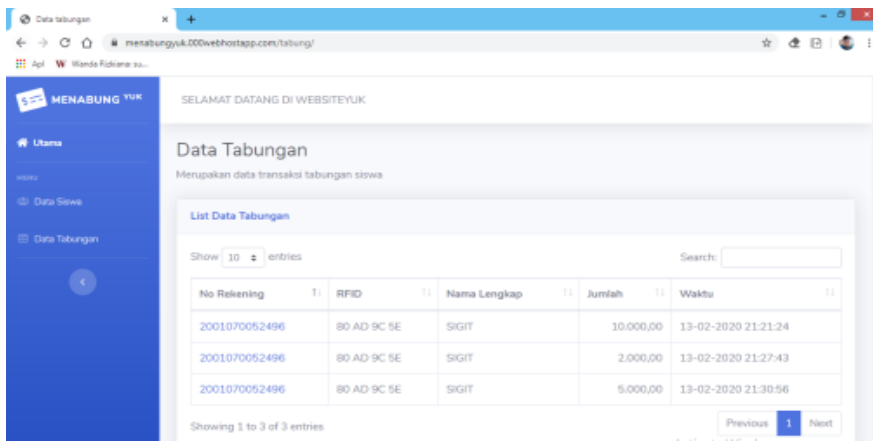 Data tabungan
menabungyuk.000webhostapp.com/tabung/
Apl W Wanda Rizkiana su...
MENABUNG YUK
SELAMAT DATANG DI WEBSITEYUK
Utama
MENU
Data Siswa
Data Tabungan
Data Tabungan
Merupakan data transaksi tabungan siswa
List Data Tabungan
Show 10 entries Search:
No Rekening RFID Nama Lengkap Jumlah Waktu
2001070052496 80 AD 9C 5E SIGIT 10.000,00 13-02-2020 21:21:24
2001070052496 80 AD 9C 5E SIGIT 2.000,00 13-02-2020 21:27:43
2001070052496 80 AD 9C 5E SIGIT 5.000,00 13-02-2020 21:30:56
Showing 1 to 3 of 3 entries Previous 1 Next